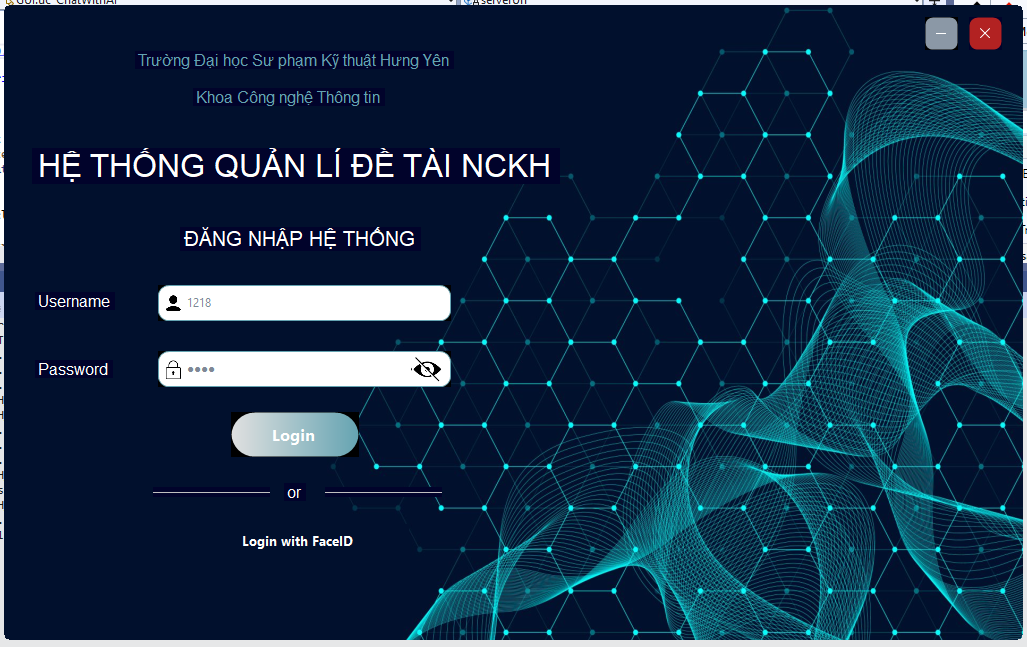 Trường Đại học Sư phạm Kỹ thuật Hưng Yên
Khoa Công nghệ Thông tin
HỆ THỐNG QUẢN LÍ ĐỀ TÀI NCKH
ĐĂNG NHẬP HỆ THỐNG
Username
1218
Password
Login
or
Login with FaceID